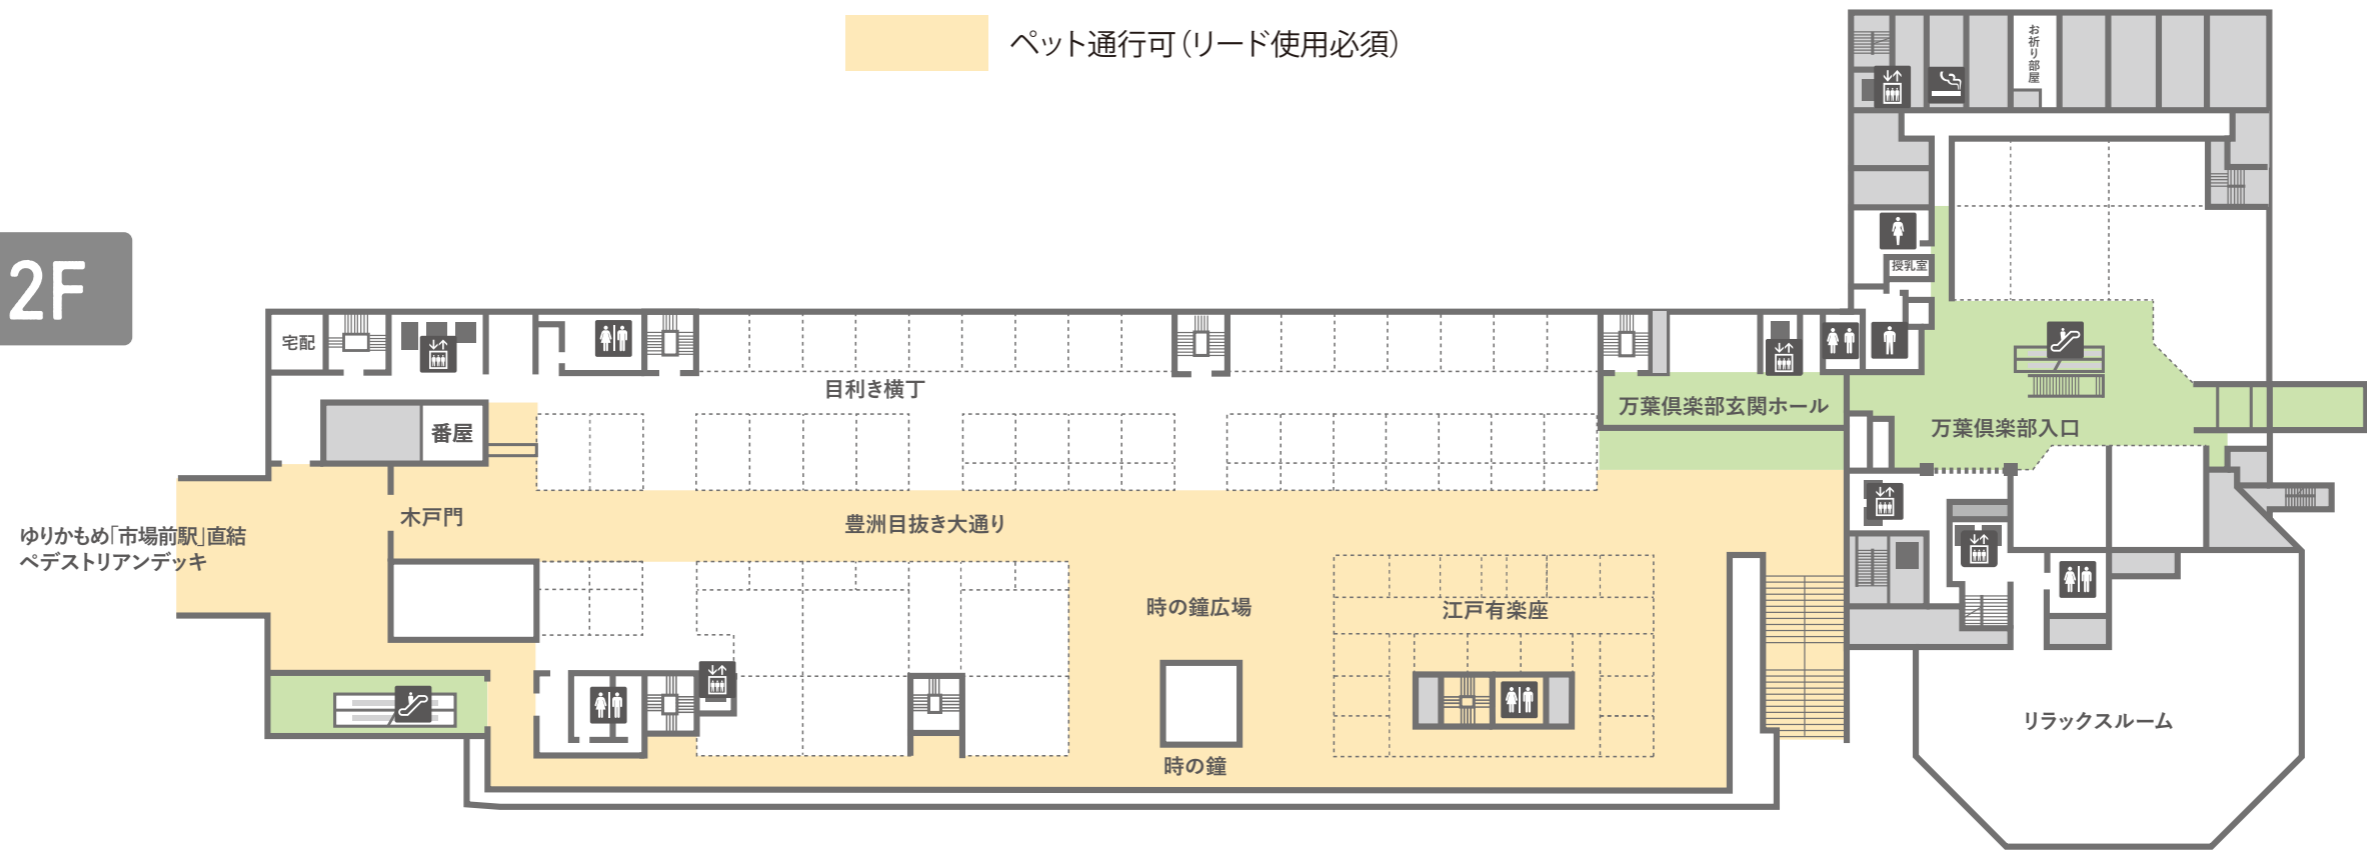 ペット通行可(リード使用必須)
お祈り部屋
2F
授乳室
宅配
目利き横丁
万葉倶楽部玄関ホール
番屋
万葉倶楽部入口
木戸門
豊洲目抜き大通り
ゆりかもめ「市場前駅」直結
ペデストリアンデッキ
時の鐘広場
江戸有楽座
リラックスルーム
時の鐘